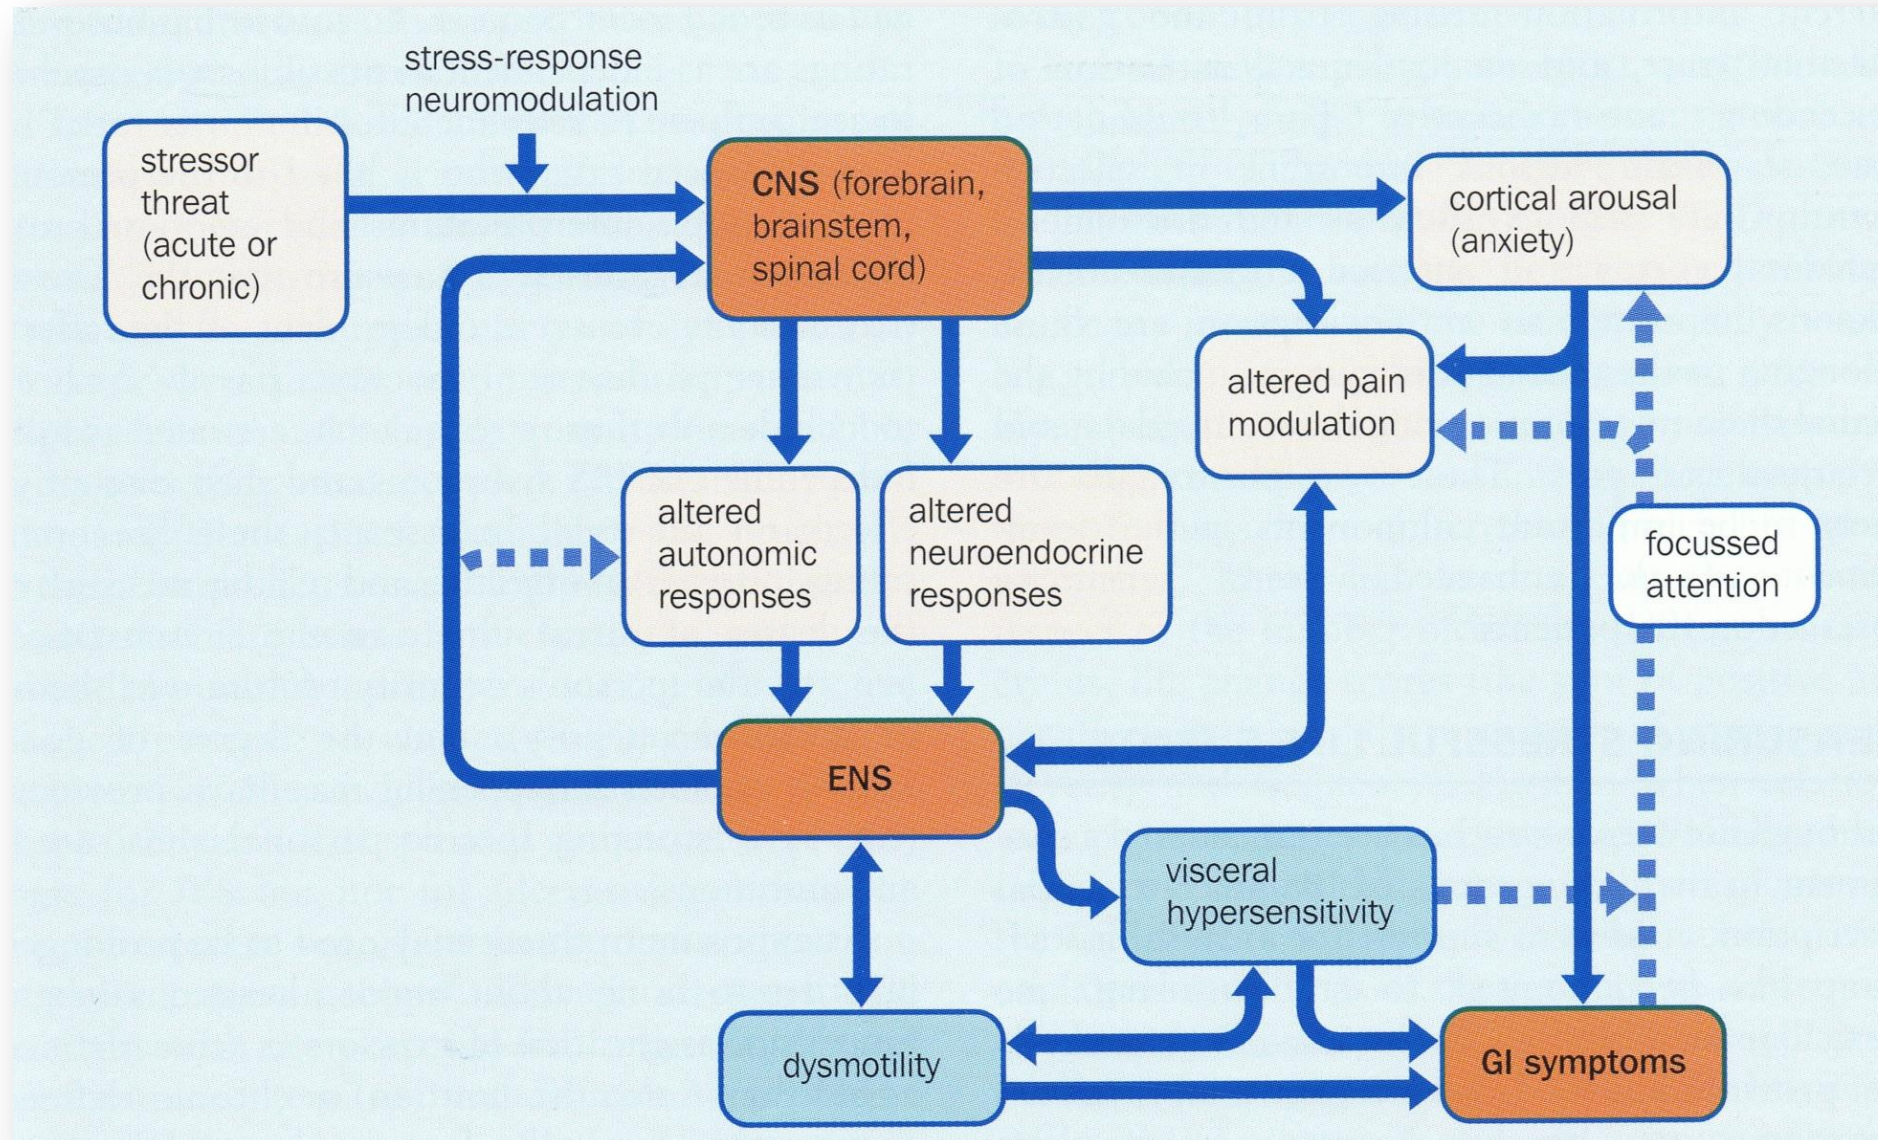 stress-response
neuromodulation
stressor
threat
(acute or
chronic)
CNS (forebrain,
brainstem,
spinal cord)
cortical arousal
(anxiety)
altered pain
modulation
altered
autonomic
responses
altered
neuroendocrine
responses
focussed
attention
ENS
visceral
hypersensitivity
dysmotility
GI symptoms